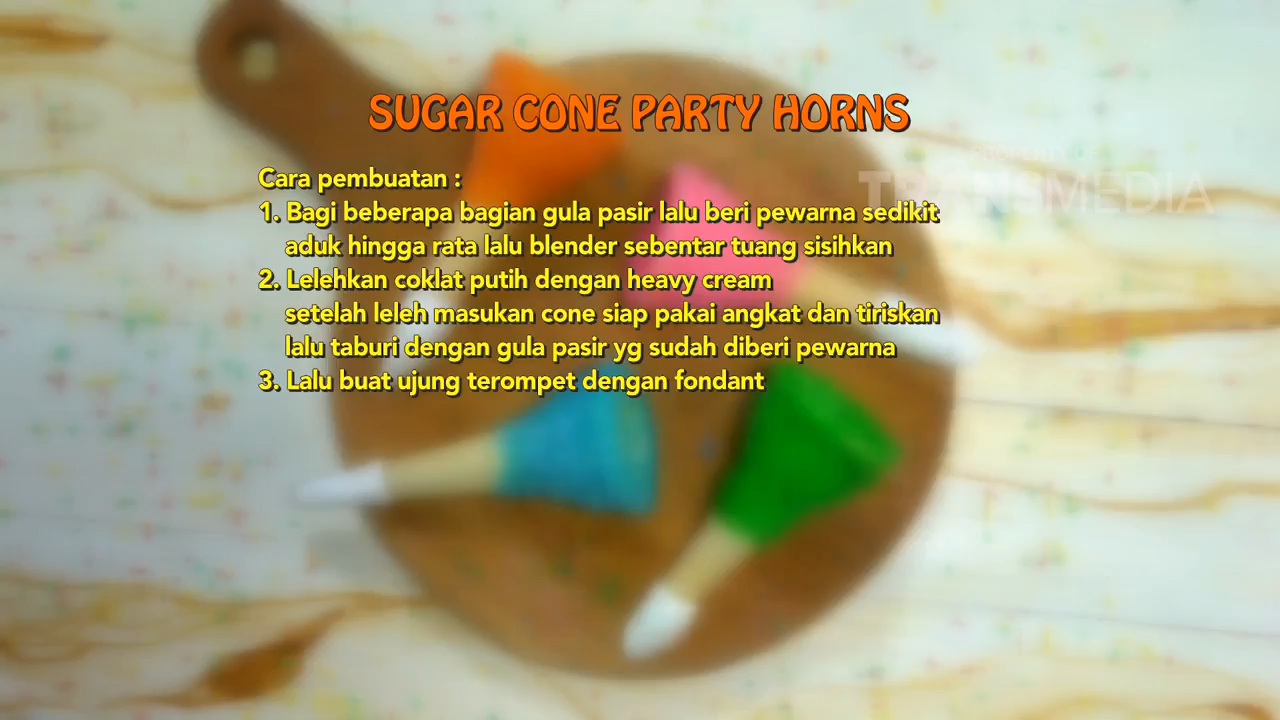 SUGAR CONE PARTY HORNS
Cara pembuatan :
1. Bagi beberapa bagian gula pasir lalu beri pewarna sedikit
aduk hingga rata lalu blender sebentar tuang sisihkan
2. Lelehkan coklat putih dengan heavy cream
setelah leleh masukan cone siap pakai angkat dan tiriskan
lalu taburi dengan gula pasir yg sudah diberi pewarna
3. Lalu buat ujung terompet dengan fondant
TRANSMEDIA